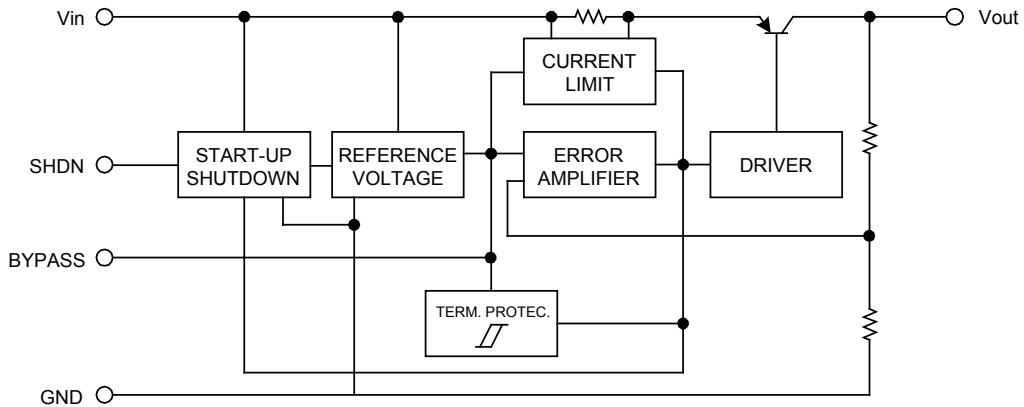 Vin
Vout
CURRENT
LIMIT
SHDN
START-UP
SHUTDOWN
REFERENCE
VOLTAGE
ERROR
AMPLIFIER
DRIVER
BYPASS
TERM. PROTEC.
GND